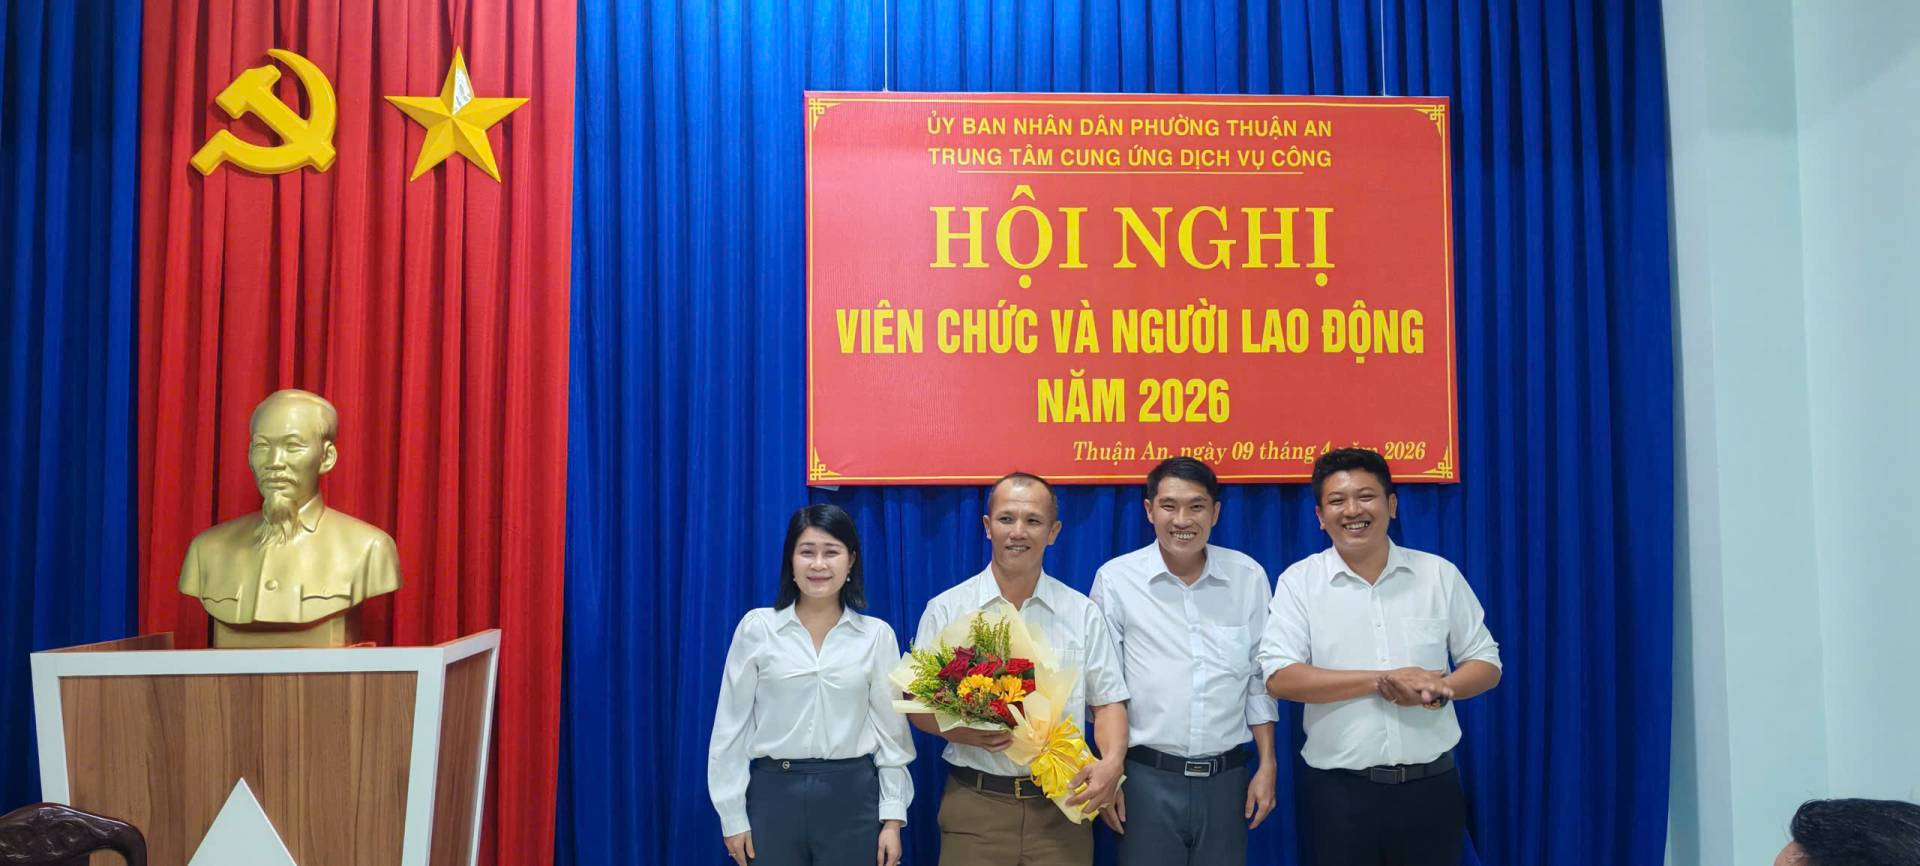 ỦY BAN NHÂN DÂN PHƯỜNG THUẬN AN
TRUNG TÂM CUNG ỨNG DỊCH VỤ CÔNG
HỘI NGHỊ
VIÊN CHỨC VÀ NGƯỜI LAO ĐỘNG
NĂM 2026
Thuận An, ngày 09 tháng 4 năm 2026